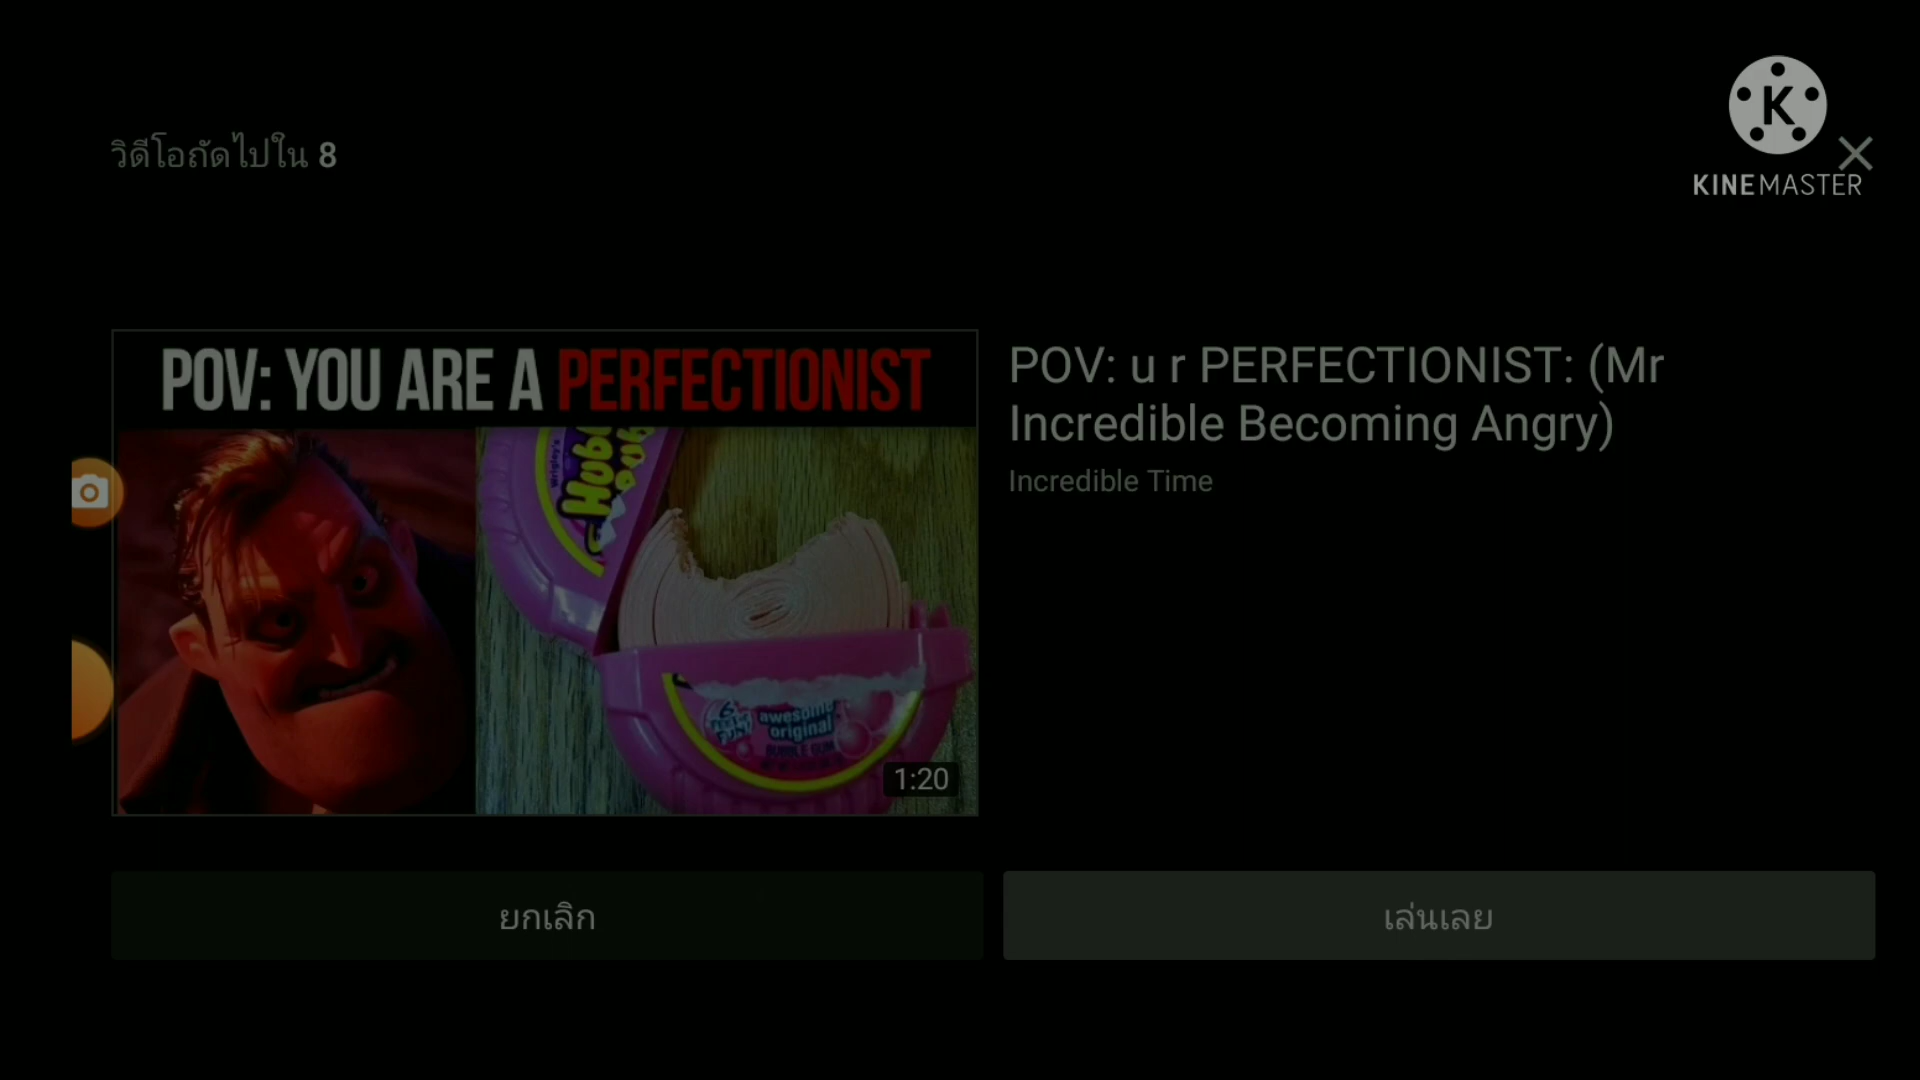 วิดีโอถัดไปใน 8
K
KINEMASTER
POV: YOU ARE A PERFECTIONIST
POV: u r PERFECTIONIST: (Mr
Incredible Becoming Angry)
Incredible Time
awesome
original
BUBBLE GUM
1:20
ยกเลิก
เล่นเลย